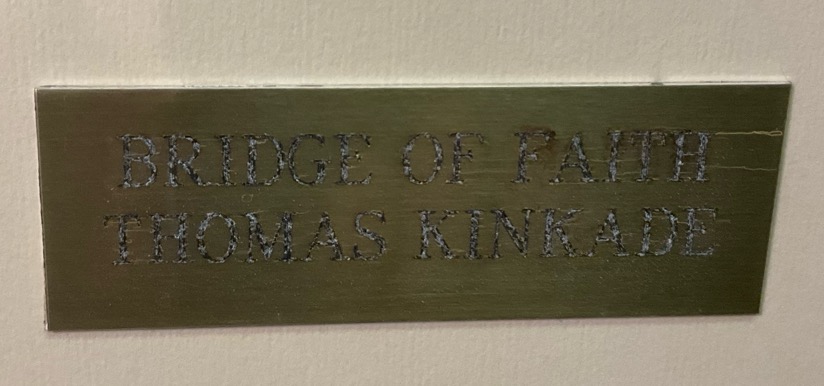 BRIDGE OF FAITH
THOMAS KINKADE